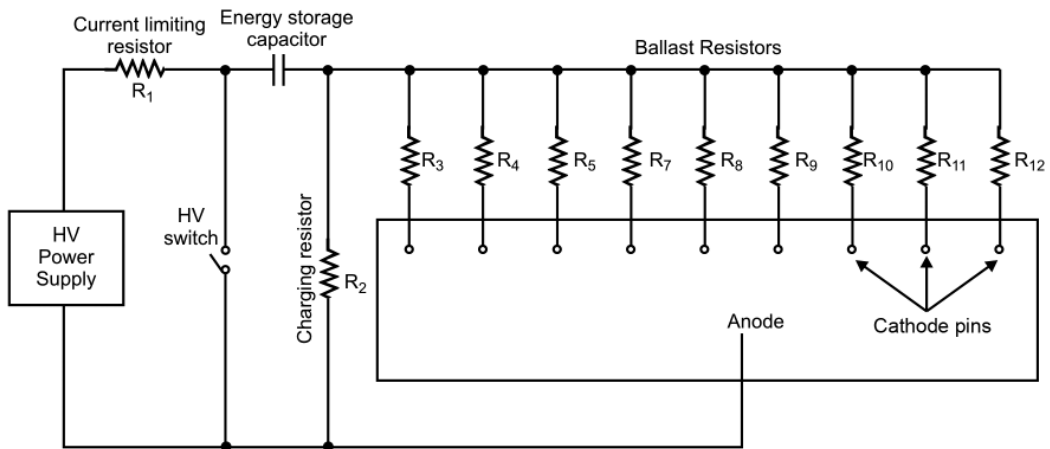 Current limiting
resistor
R1
Energy storage
capacitor
Ballast Resistors
R3
R4
R5
R7
R8
R9
R10
R11
R12
HV
switch
Charging resistor
R2
HV
Power
Supply
Anode
Cathode pins